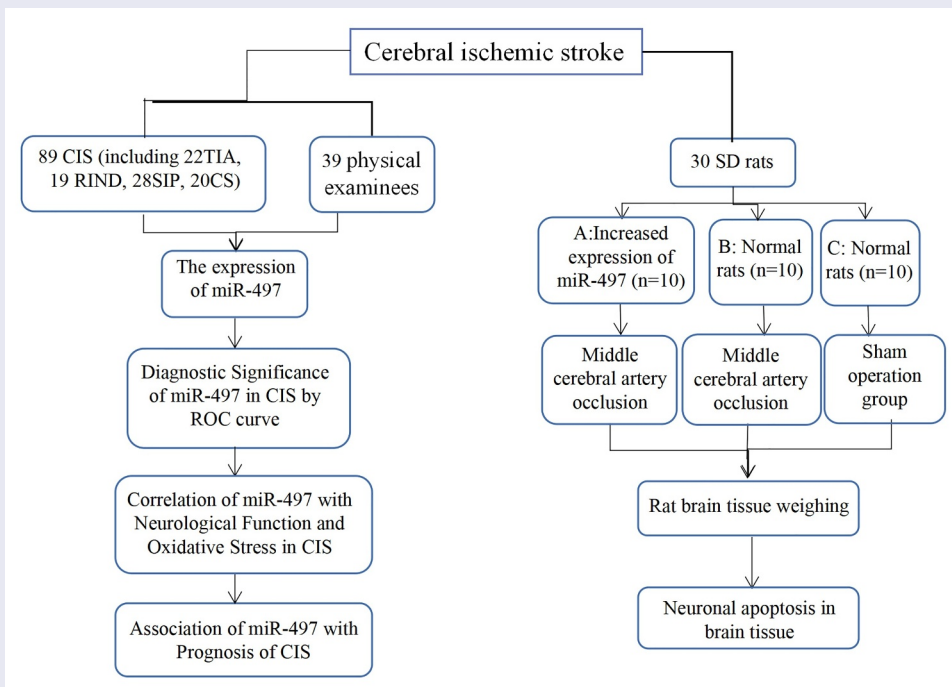 Cerebral ischemic stroke
89 CIS (including 22TIA,
19 RIND, 28SIP, 20CS)
39 physical
examinees
The expression
of miR-497
Diagnostic Significance
of miR-497 in CIS by
ROC curve
Correlation of miR-497 with
Neurological Function and
Oxidative Stress in CIS
Association of miR-497 with
Prognosis of CIS
30 SD rats
A:Increased
expression of
miR-497 (n=10)
B: Normal
rats (n=10)
C: Normal
rats (n=10)
Middle
cerebral artery
occlusion
Middle
cerebral artery
occlusion
Sham
operation
group
Rat brain tissue weighing
Neuronal apoptosis in
brain tissue